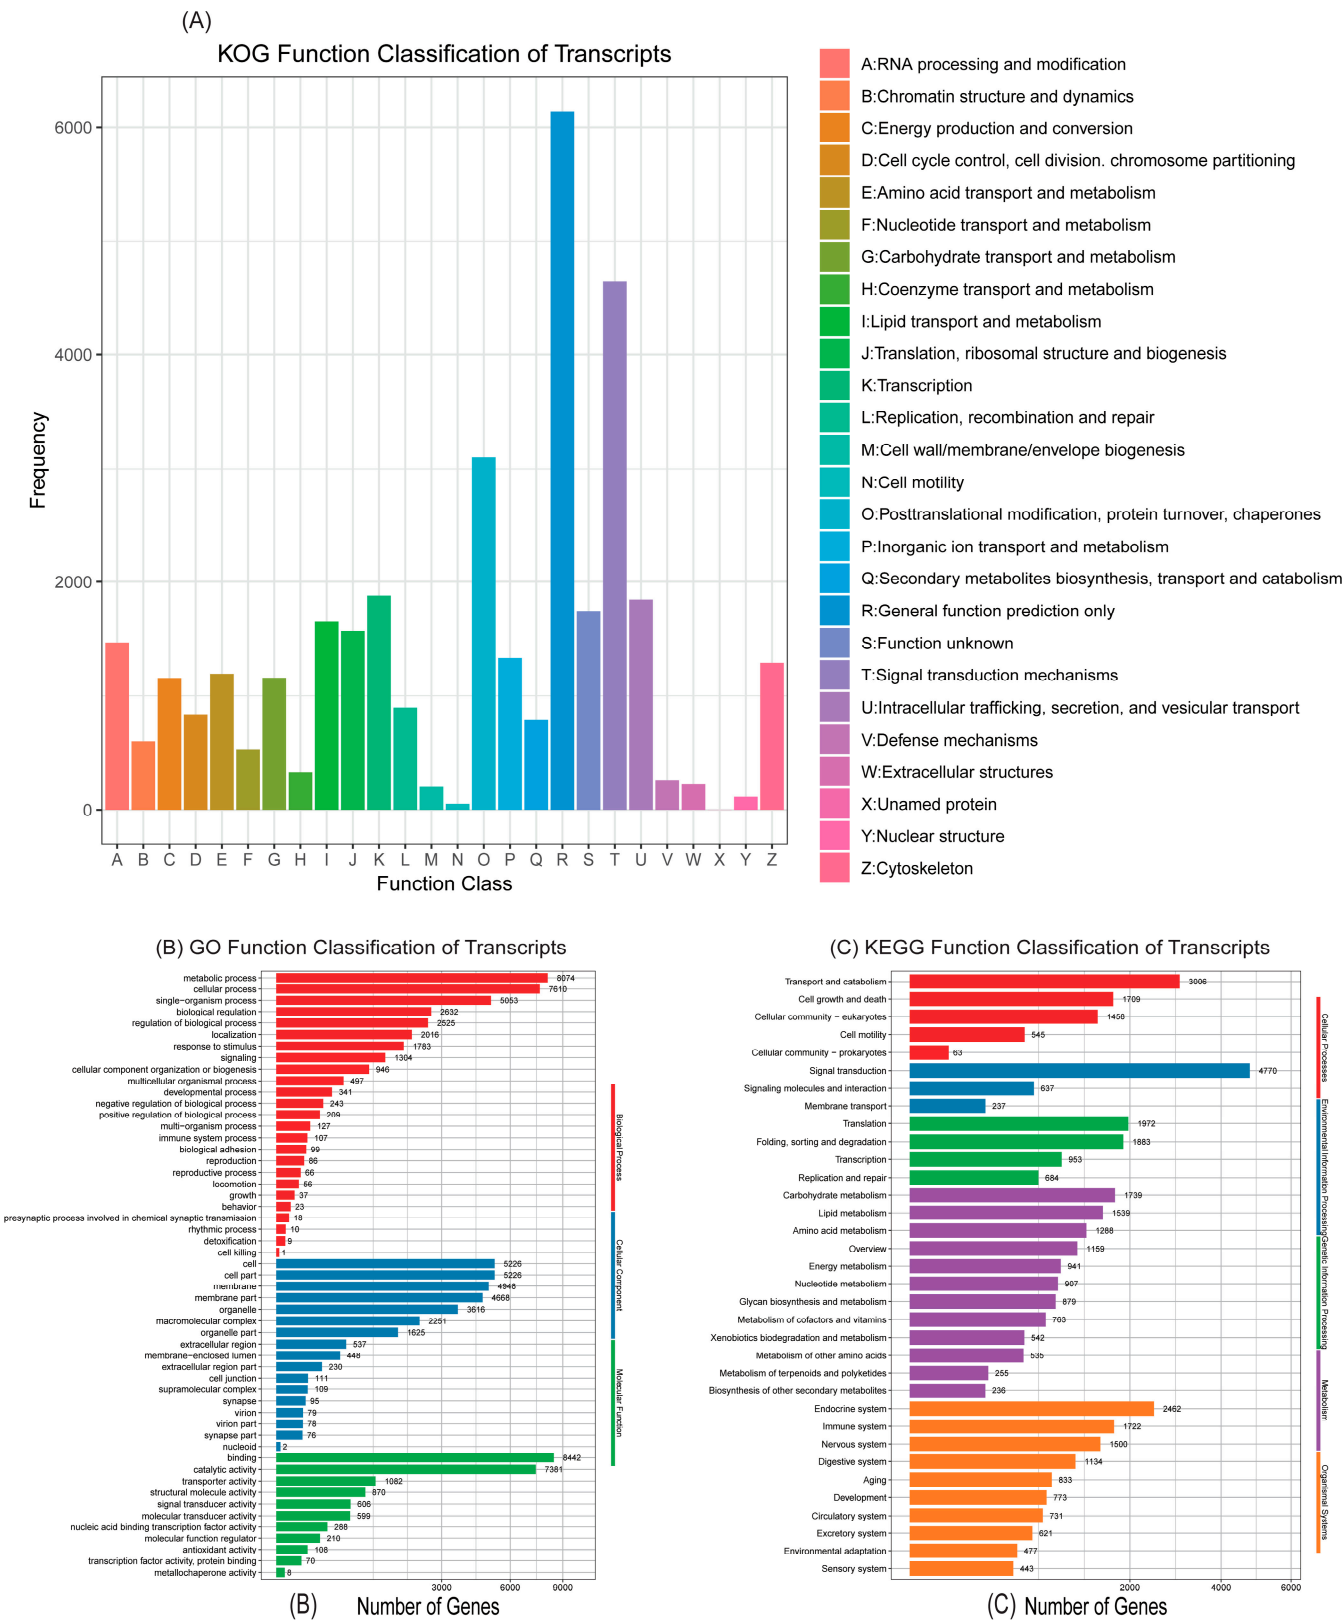 (A)
KOG Function Classification of Transcripts
6000
4000
2000
0
Frequency
A B C D E F G H I J K L M N O P Q R S T U V W X Y Z
Function Class
A:RNA processing and modification
B:Chromatin structure and dynamics
C:Energy production and conversion
D:Cell cycle control, cell division. chromosome partitioning
E:Amino acid transport and metabolism
F:Nucleotide transport and metabolism
G:Carbohydrate transport and metabolism
H:Coenzyme transport and metabolism
I:Lipid transport and metabolism
J:Translation, ribosomal structure and biogenesis
K:Transcription
L:Replication, recombination and repair
M:Cell wall/membrane/envelope biogenesis
N:Cell motility
O:Posttranslational modification, protein turnover, chaperones
P:Inorganic ion transport and metabolism
Q:Secondary metabolites biosynthesis, transport and catabolism
R:General function prediction only
S:Function unknown
T:Signal transduction mechanisms
U:Intracellular trafficking, secretion, and vesicular transport
V:Defense mechanisms
W:Extracellular structures
X:Unamed protein
Y:Nuclear structure
Z:Cytoskeleton
(B) GO Function Classification of Transcripts
metabolic process 8074
cellular process 7610
single−organism process 5053
biological regulation 2632
regulation of biological process 2525
localization 2016
response to stimulus 1783
signaling 1304
cellular component organization or biogenesis 946
multicellular organismal process 497
developmental process 341
negative regulation of biological process 243
positive regulation of biological process 209
multi−organism process 127
immune system process 107
biological adhesion 99
reproduction 86
reproductive process 66
locomotion 66
growth 37
behavior 23
presynaptic process involved in chemical synaptic transmission 18
rhythmic process 10
detoxification 9
cell killing 1
cell 5226
cell part 5226
membrane 4948
membrane part 4668
organelle 3616
macromolecular complex 2251
organelle part 1625
extracellular region 537
membrane−enclosed lumen 448
extracellular region part 230
cell junction 111
supramolecular complex 109
synapse 95
virion 79
virion part 78
synapse part 76
nucleoid 2
binding 8442
catalytic activity 7381
transporter activity 1082
structural molecule activity 870
signal transducer activity 606
molecular transducer activity 599
nucleic acid binding transcription factor activity 288
molecular function regulator 210
antioxidant activity 108
transcription factor activity, protein binding 70
metallochaperone activity 8
Biological Process
Cellular Component
Molecular Function
3000 6000 9000
(B) Number of Genes
(C) KEGG Function Classification of Transcripts
Transport and catabolism 3006
Cell growth and death 1709
Cellular community − eukaryotes 1450
Cell motility 545
Cellular community − prokaryotes 63
Signal transduction 4770
Signaling molecules and interaction 637
Membrane transport 237
Translation 1972
Folding, sorting and degradation 1883
Transcription 953
Replication and repair 684
Carbohydrate metabolism 1739
Lipid metabolism 1539
Amino acid metabolism 1288
Overview 1159
Energy metabolism 941
Nucleotide metabolism 907
Glycan biosynthesis and metabolism 879
Metabolism of cofactors and vitamins 703
Xenobiotics biodegradation and metabolism 542
Metabolism of other amino acids 535
Metabolism of terpenoids and polyketides 255
Biosynthesis of other secondary metabolites 236
Endocrine system 2462
Immune system 1722
Nervous system 1500
Digestive system 1134
Aging 833
Development 773
Circulatory system 731
Excretory system 621
Environmental adaptation 477
Sensory system 443
Cellular Processes
Environmental Information Processing
Genetic Information Processing
Metabolism
Organismal Systems
2000 4000 6000
(C) Number of Genes